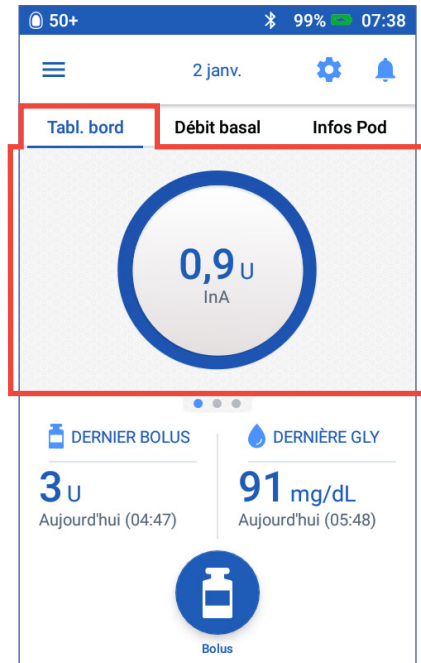 50+ 99% 07:38
2 janv.
Tabl. bord Débit basal Infos Pod
0,9 U
InA
DERNIER BOLUS
3 U
Aujourd'hui (04:47)
DERNIÈRE GLY
91 mg/dL
Aujourd'hui (05:48)
Bolus